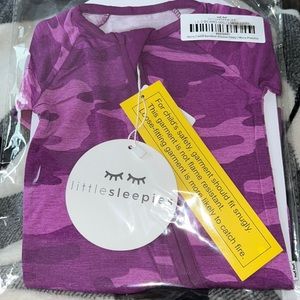 little sleepies
For child's safety, garment should fit snugly.
This garment is not flame resistant.
Loose-fitting garment is more likely to catch fire.